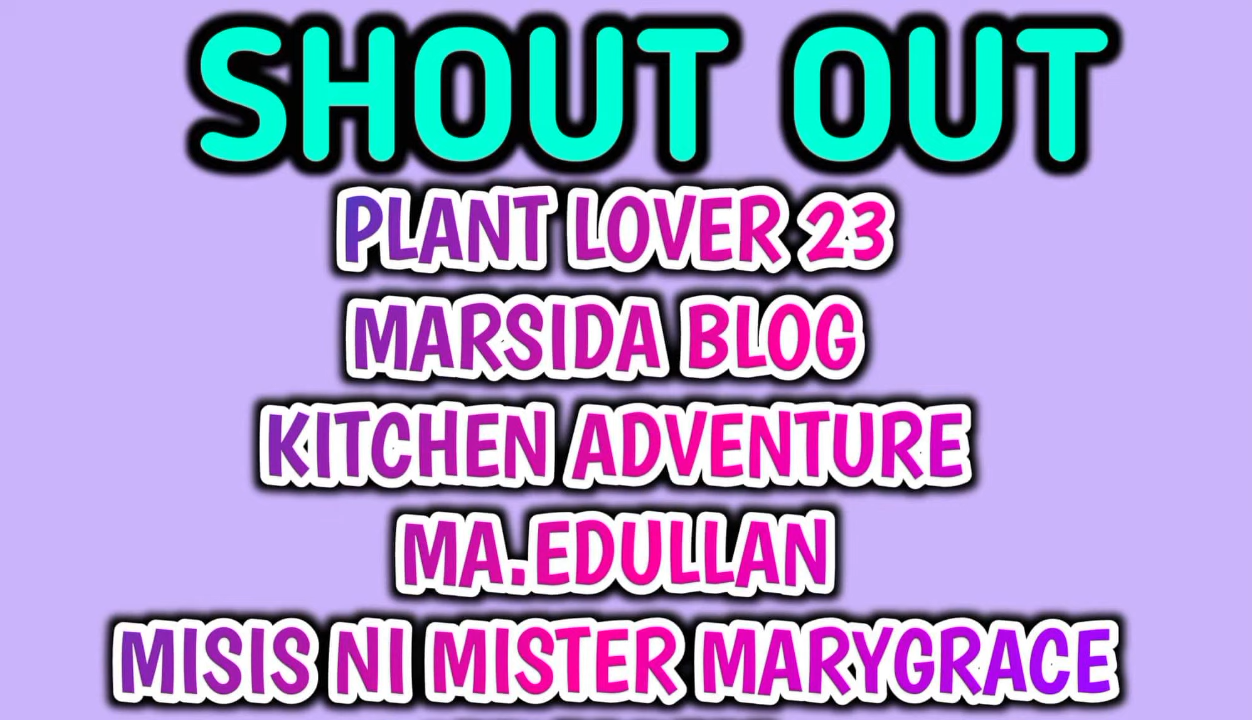 SHOUT OUT
PLANT LOVER 23
MARSIDA BLOG
KITCHEN ADVENTURE
MA.EDULLAN
MISIS NI MISTER MARYGRACE